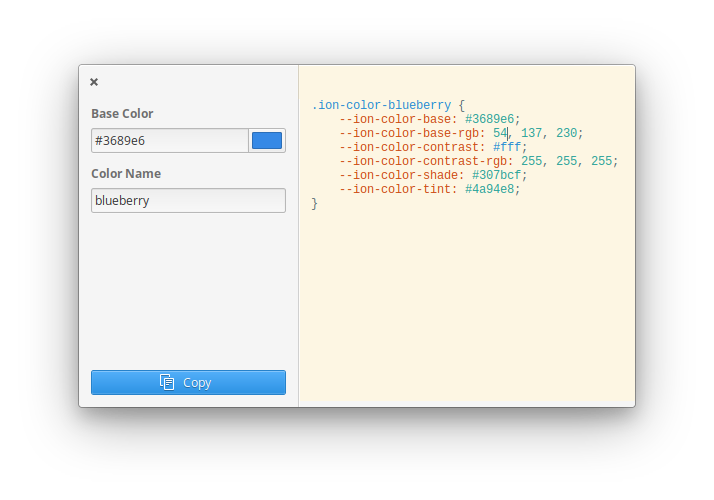 Base Color
#3689e6
Color Name
blueberry
Copy
.ion-color-blueberry {
    --ion-color-base: #3689e6;
    --ion-color-base-rgb: 54, 137, 230;
    --ion-color-contrast: #fff;
    --ion-color-contrast-rgb: 255, 255, 255;
    --ion-color-shade: #307bcf;
    --ion-color-tint: #4a94e8;
}